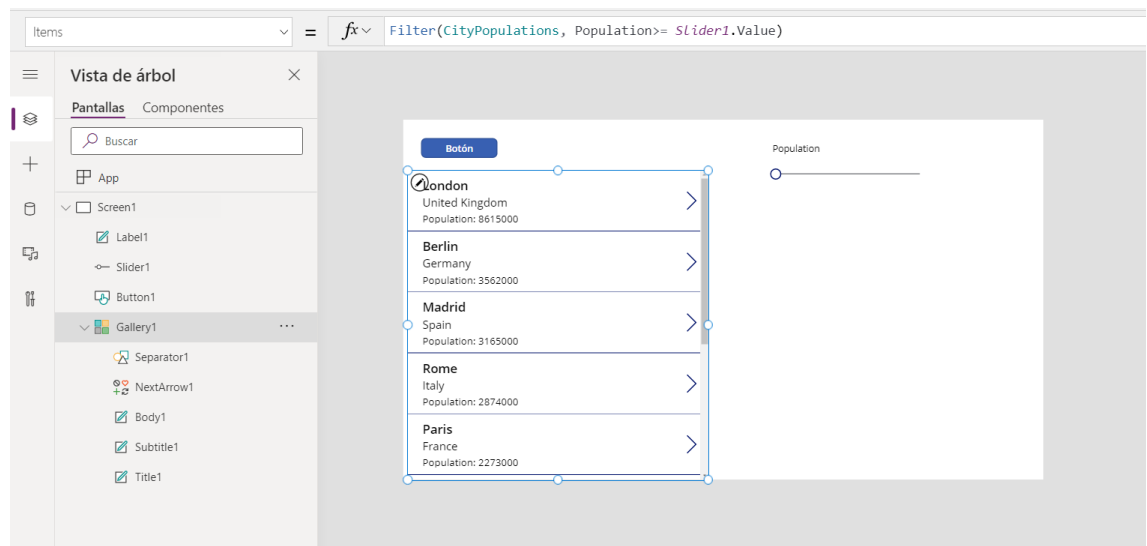 Items
=
fx
Filter(CityPopulations, Population>= Slider1.Value)
Vista de árbol
Pantallas
Componentes
Buscar
App
Screen1
Label1
Slider1
Button1
Gallery1
...
Separator1
NextArrow1
Body1
Subtitle1
Title1
Botón
London
United Kingdom
Population: 8615000
Berlin
Germany
Population: 3562000
Madrid
Spain
Population: 3165000
Rome
Italy
Population: 2874000
Paris
France
Population: 2273000
Population